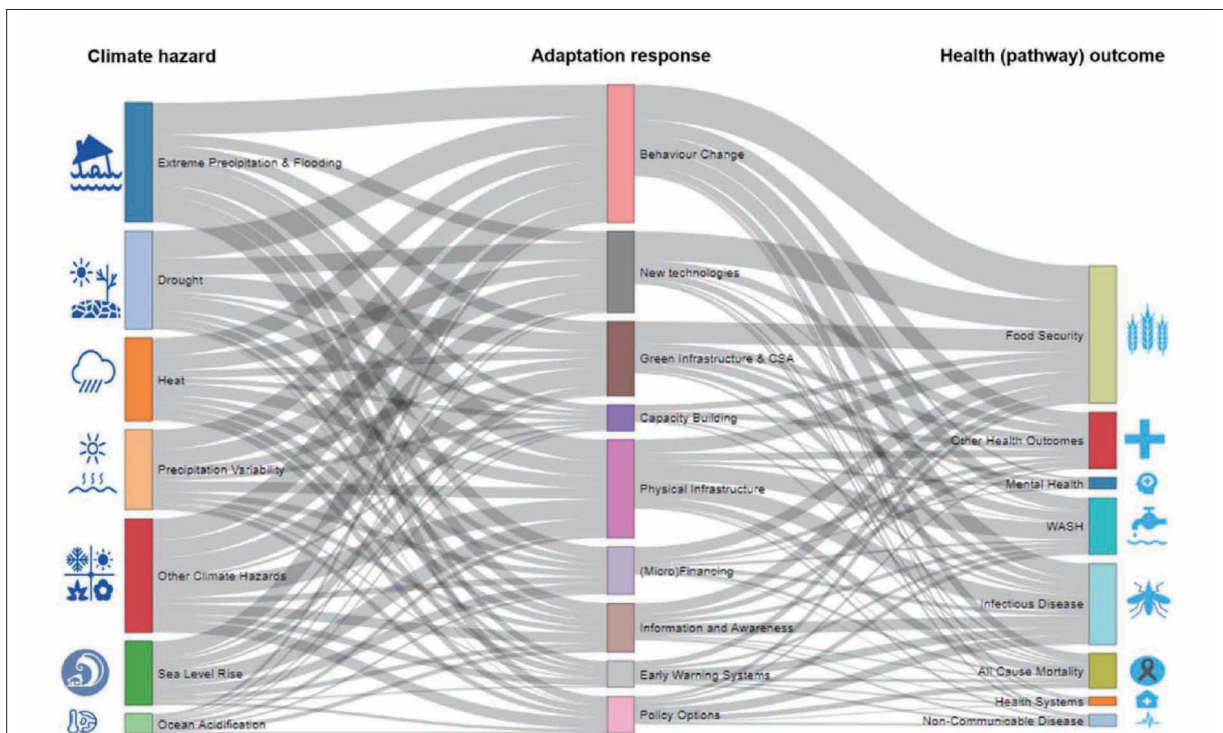 Climate hazard
Adaptation response
Health (pathway) outcome
Extreme Precipitation & Flooding
Drought
Heat
Precipitation Variability
Other Climate Hazards
Sea Level Rise
Ocean Acidification
Behaviour Change
New technologies
Green Infrastructure & CSA
Capacity Building
Physical Infrastructure
(Micro)Financing
Information and Awareness
Early Warning Systems
Policy Options
Food Security
Other Health Outcomes
Mental Health
WASH
Infectious Disease
All Cause Mortality
Health Systems
Non-Communicable Disease